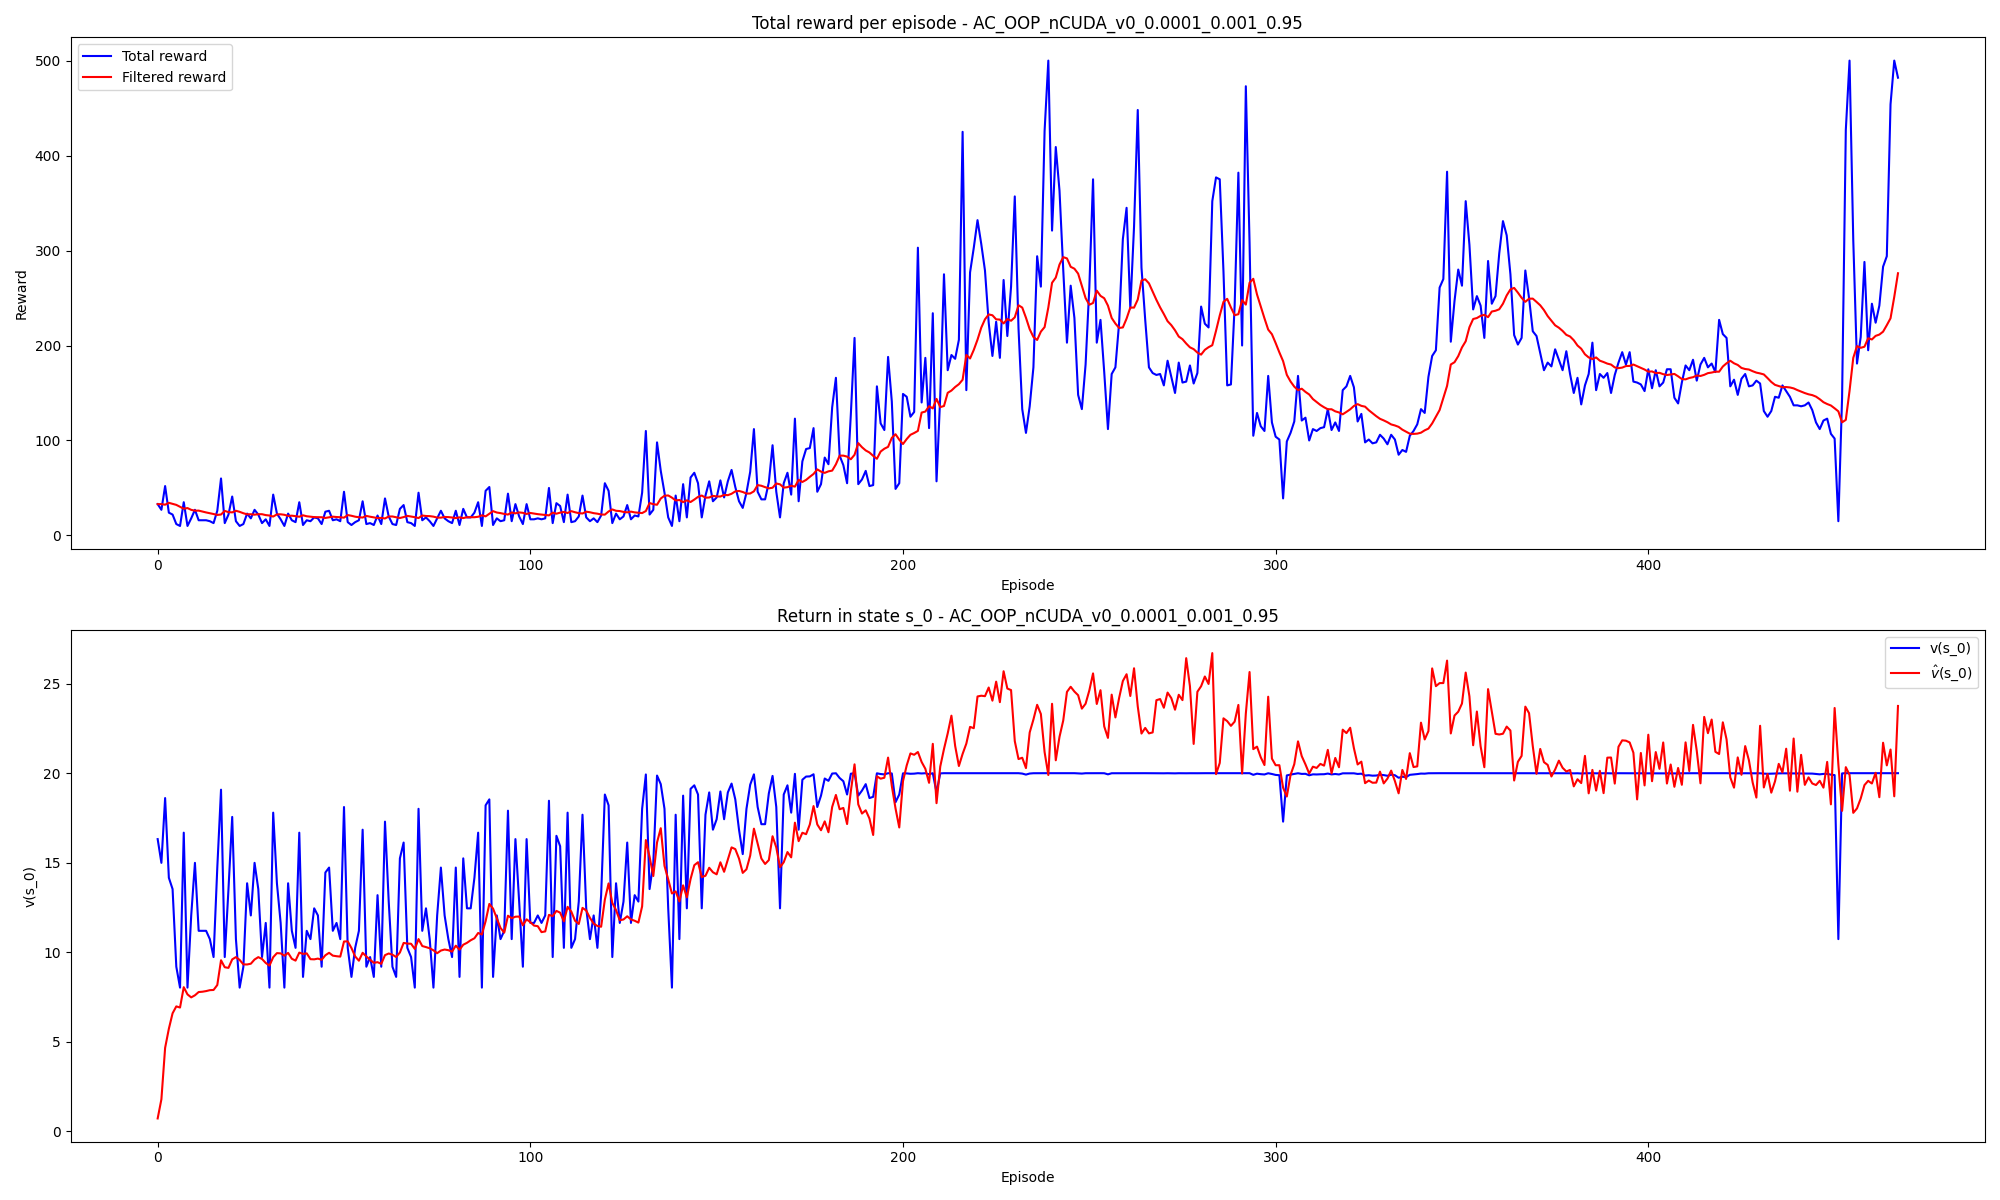 Total reward per episode - AC_OOP_nCUDA_v0_0.0001_0.001_0.95
Total reward
Filtered reward
Reward
500
400
300
200
100
0
0 100 200 300 400
Episode
Return in state s_0 - AC_OOP_nCUDA_v0_0.0001_0.001_0.95
v(s_0)
v̂(s_0)
v(s_0)
25
20
15
10
5
0
0 100 200 300 400
Episode